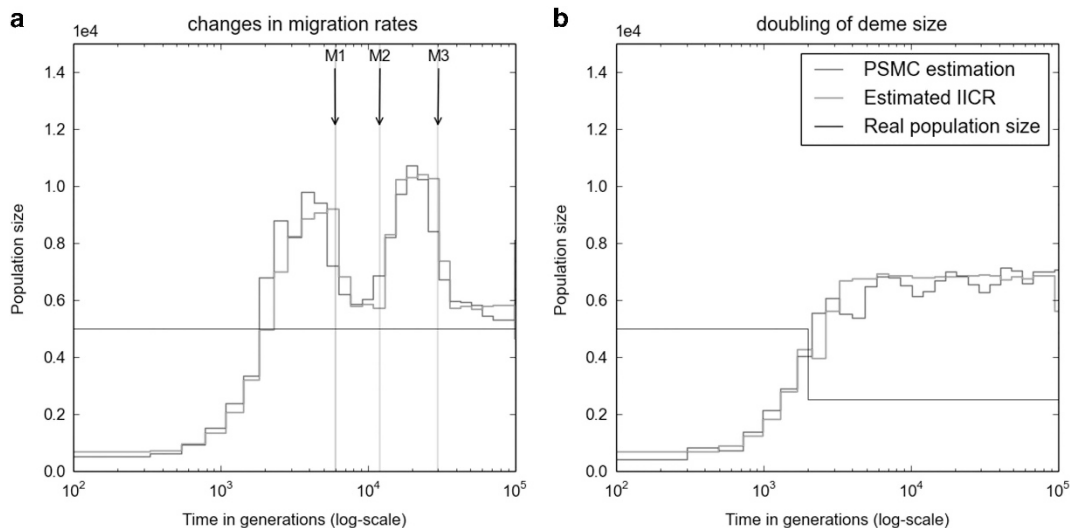 a
changes in migration rates
1e4
M1 M2 M3
1.4
1.2
1.0
0.8
0.6
0.4
0.2
0.0
Population size
10^2 10^3 10^4 10^5
Time in generations (log-scale)
b
doubling of deme size
1e4
PSMC estimation
Estimated IICR
Real population size
1.4
1.2
1.0
0.8
0.6
0.4
0.2
0.0
Population size
10^2 10^3 10^4 10^5
Time in generations (log-scale)